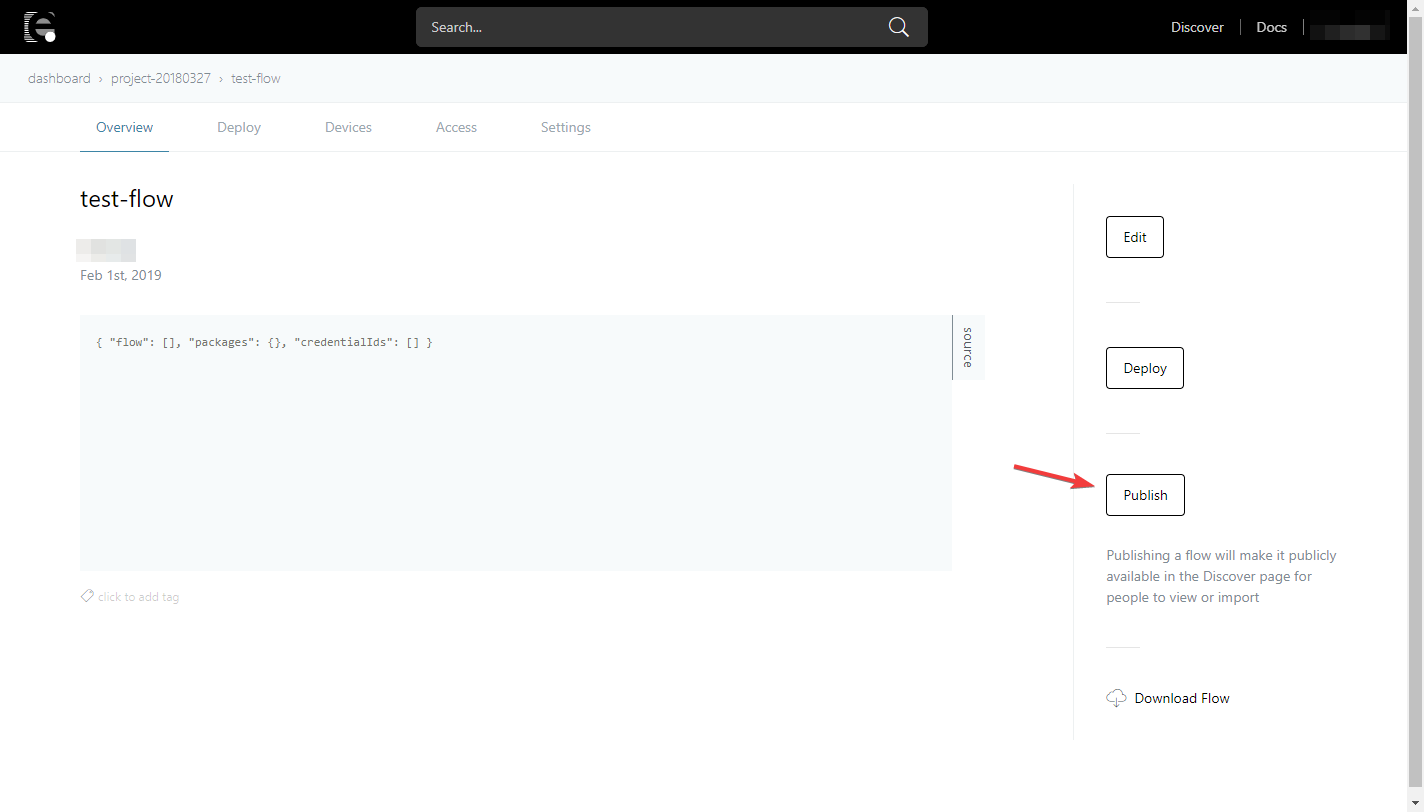 Search...
Discover
Docs
dashboard › project-20180327 › test-flow
Overview
Deploy
Devices
Access
Settings
test-flow
Feb 1st, 2019
{ "flow": [], "packages": {}, "credentialIds": [] }
source
click to add tag
Edit
Deploy
Publish
Publishing a flow will make it publicly
available in the Discover page for
people to view or import
Download Flow